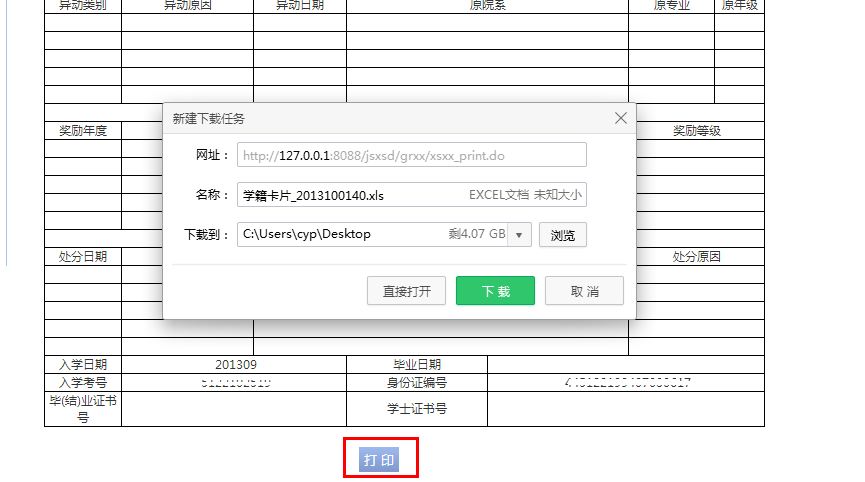 异动类别 异动原因 异动日期 原院系 原专业 原年级
新建下载任务
奖励年度 奖励等级
网址： http://127.0.0.1:8088/jsxsd/grxx/xsxx_print.do
名称： 学籍卡片_2013100140.xls EXCEL文档 未知大小
下载到： C:\Users\cyp\Desktop 剩4.07 GB 浏览
处分日期 处分原因
直接打开 下 载 取 消
入学日期 201309 毕业日期
入学考号 身份证编号
毕(结)业证书
号
学士证书号
打 印